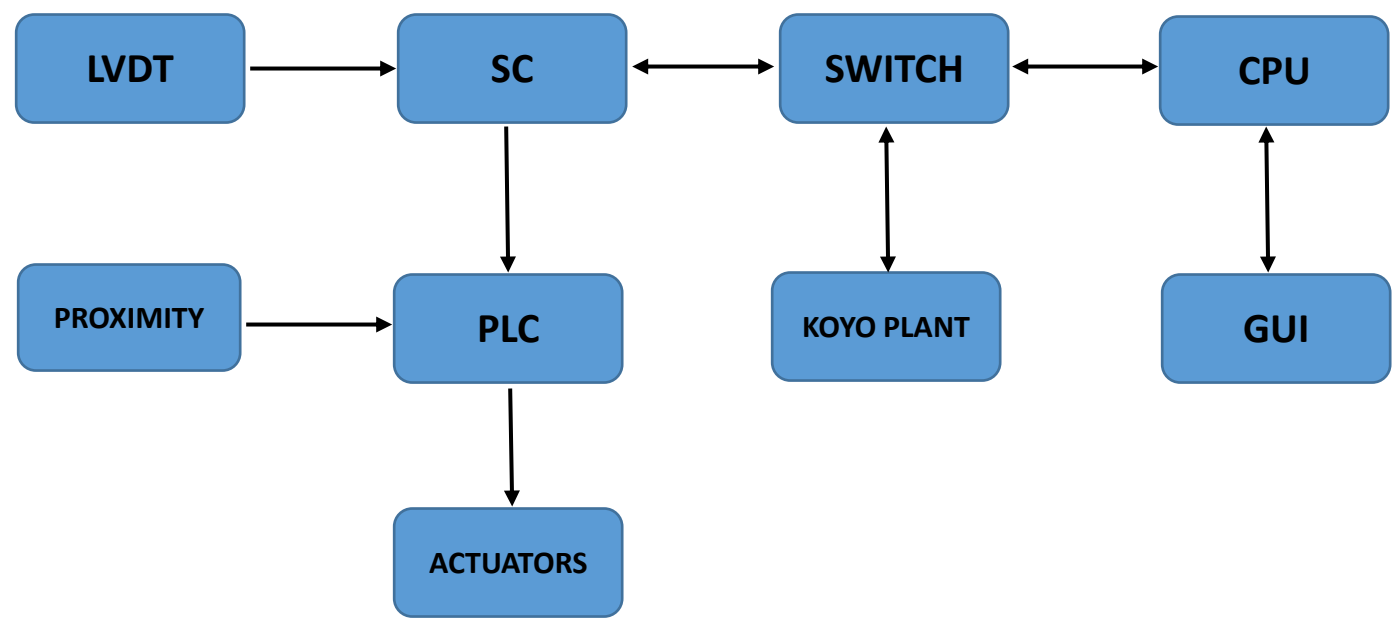 LVDT
SC
SWITCH
CPU
PROXIMITY
PLC
KOYO PLANT
GUI
ACTUATORS